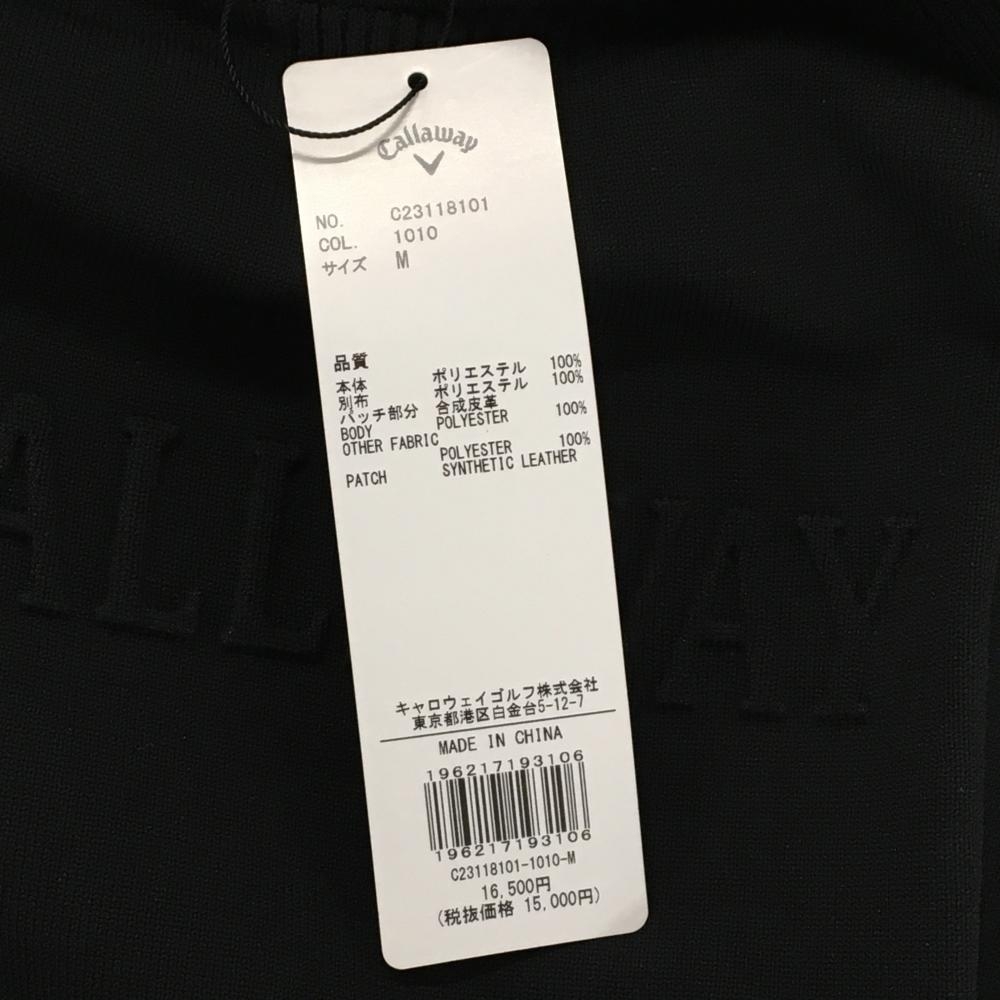 Callaway
NO. C23118101
COL. 1010
サイズ M
品質
本体 ポリエステル 100%
別布 ポリエステル 100%
パッチ部分 合成皮革
BODY POLYESTER 100%
OTHER FABRIC
POLYESTER 100%
PATCH SYNTHETIC LEATHER
キャロウェイゴルフ株式会社
東京都港区白金台5-12-7
MADE IN CHINA
196217193106
196217193106
C23118101-1010-M
16,500円
(税抜価格 15,000円)